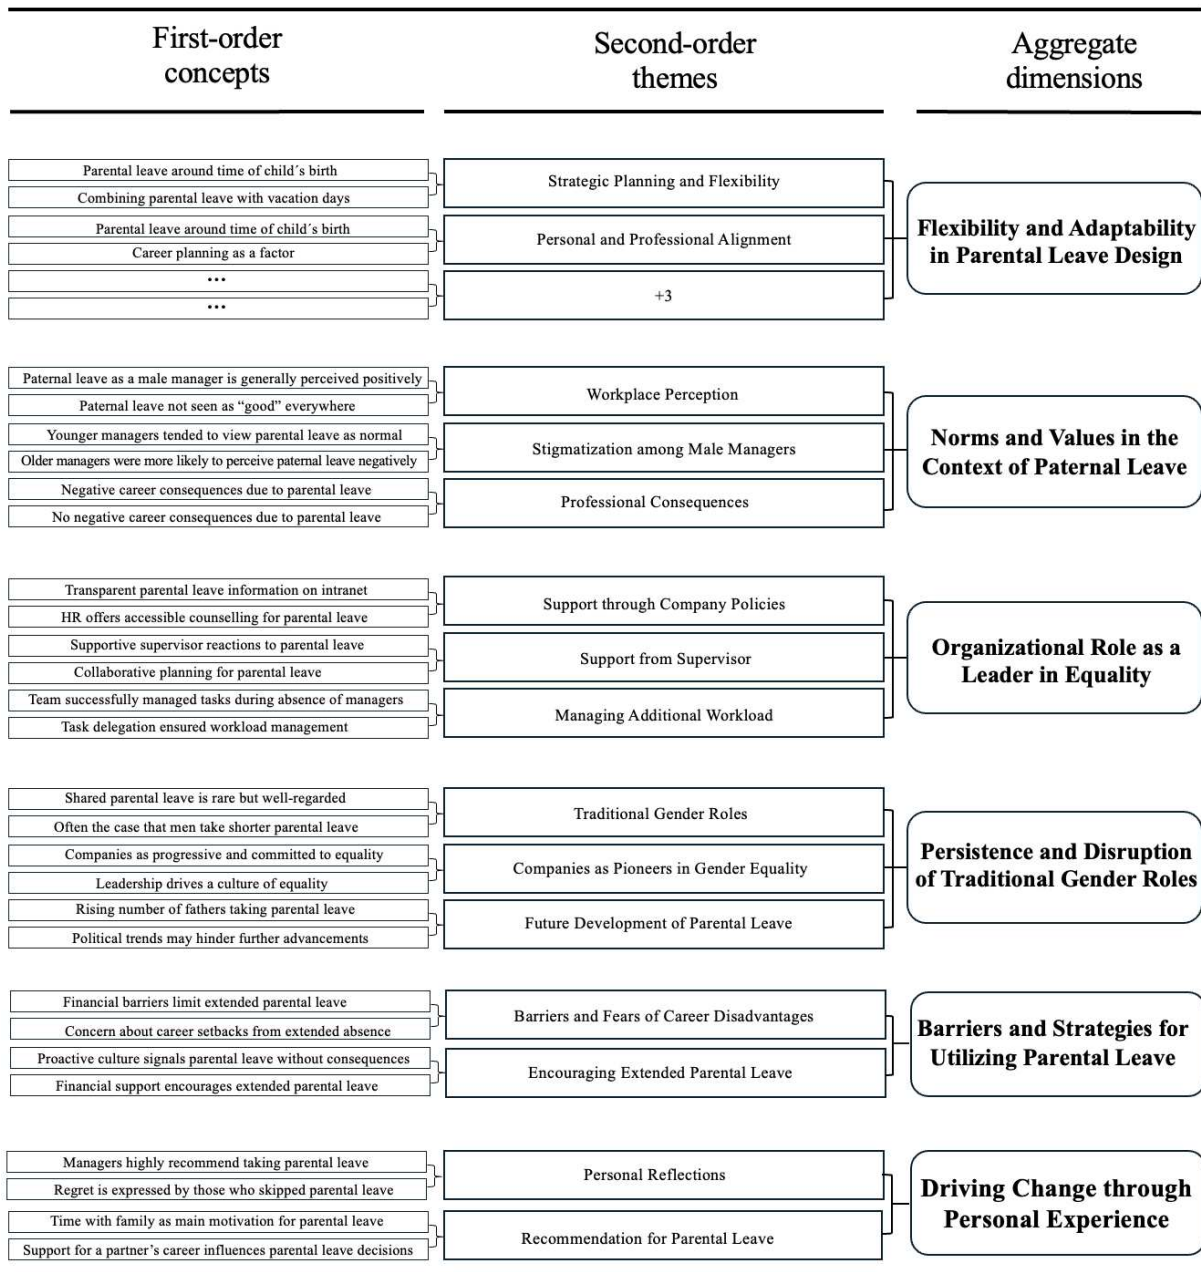 First-order
concepts
Second-order
themes
Aggregate
dimensions
Parental leave around time of child´s birth
Combining parental leave with vacation days
Strategic Planning and Flexibility
Parental leave around time of child´s birth
Career planning as a factor
Personal and Professional Alignment
...
...
+3
Flexibility and Adaptability
in Parental Leave Design
Paternal leave as a male manager is generally perceived positively
Paternal leave not seen as “good” everywhere
Workplace Perception
Younger managers tended to view parental leave as normal
Older managers were more likely to perceive paternal leave negatively
Stigmatization among Male Managers
Negative career consequences due to parental leave
No negative career consequences due to parental leave
Professional Consequences
Norms and Values in the
Context of Paternal Leave
Transparent parental leave information on intranet
HR offers accessible counselling for parental leave
Support through Company Policies
Supportive supervisor reactions to parental leave
Collaborative planning for parental leave
Support from Supervisor
Team successfully managed tasks during absence of managers
Task delegation ensured workload management
Managing Additional Workload
Organizational Role as a
Leader in Equality
Shared parental leave is rare but well-regarded
Often the case that men take shorter parental leave
Traditional Gender Roles
Companies as progressive and committed to equality
Leadership drives a culture of equality
Companies as Pioneers in Gender Equality
Rising number of fathers taking parental leave
Political trends may hinder further advancements
Future Development of Parental Leave
Persistence and Disruption
of Traditional Gender Roles
Financial barriers limit extended parental leave
Concern about career setbacks from extended absence
Barriers and Fears of Career Disadvantages
Proactive culture signals parental leave without consequences
Financial support encourages extended parental leave
Encouraging Extended Parental Leave
Barriers and Strategies for
Utilizing Parental Leave
Managers highly recommend taking parental leave
Regret is expressed by those who skipped parental leave
Personal Reflections
Time with family as main motivation for parental leave
Support for a partner’s career influences parental leave decisions
Recommendation for Parental Leave
Driving Change through
Personal Experience